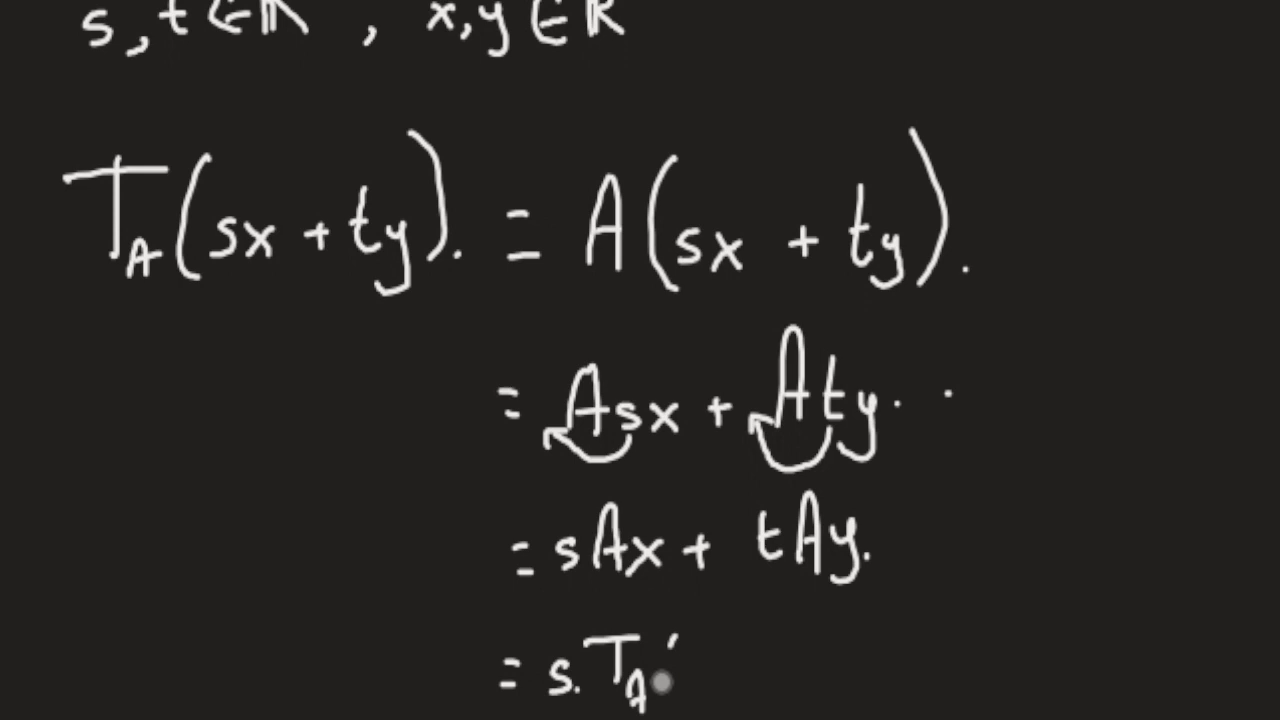 s, t ∈ ℝ , x, y ∈ ℝ
T_A(sx + ty). = A(sx + ty).
= Asx + Aty. .
= sAx + tAy.
= s. T_A